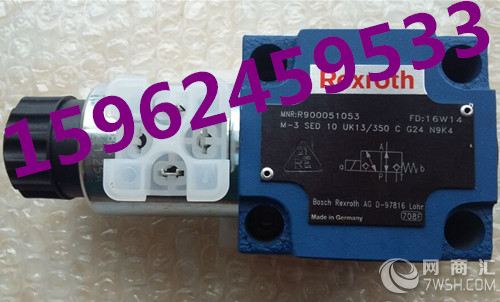 15962459533
Rexroth
MNR:R900051053 FD:16W14
M-3 SED 10 UK13/350 C G24 N9K4
A
a
b
P
Bosch Rexroth AG D-97816 Lohr
Made in Germany 708F
网商汇
7WSH.COM